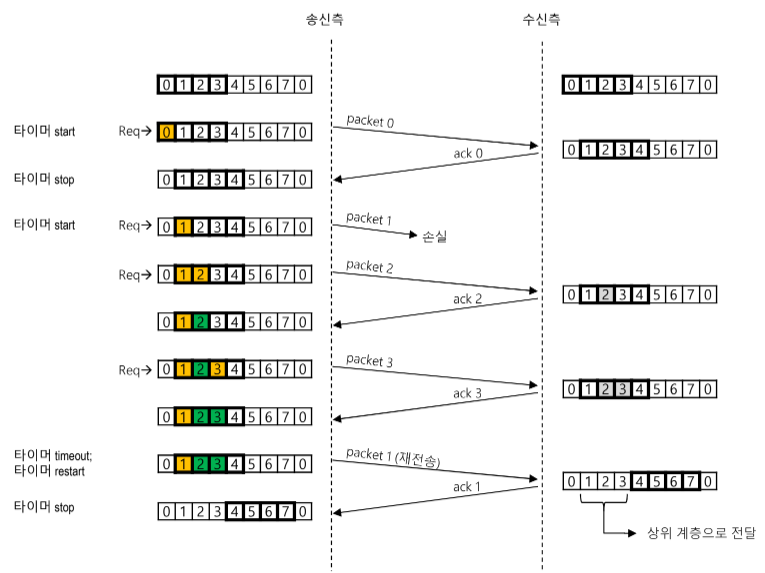 송신측 수신측
0 1 2 3 4 5 6 7 0 0 1 2 3 4 5 6 7 0
타이머 start Req→ 0 1 2 3 4 5 6 7 0 packet 0
ack 0 0 1 2 3 4 5 6 7 0
타이머 stop 0 1 2 3 4 5 6 7 0
타이머 start Req→ 0 1 2 3 4 5 6 7 0 packet 1
손실
Req→ 0 1 2 3 4 5 6 7 0 packet 2
ack 2 0 1 2 3 4 5 6 7 0
0 1 2 3 4 5 6 7 0
Req→ 0 1 2 3 4 5 6 7 0 packet 3
ack 3 0 1 2 3 4 5 6 7 0
0 1 2 3 4 5 6 7 0
타이머 timeout;
타이머 restart
0 1 2 3 4 5 6 7 0 packet 1 (재전송)
ack 1 0 1 2 3 4 5 6 7 0
타이머 stop 0 1 2 3 4 5 6 7 0
상위 계층으로 전달